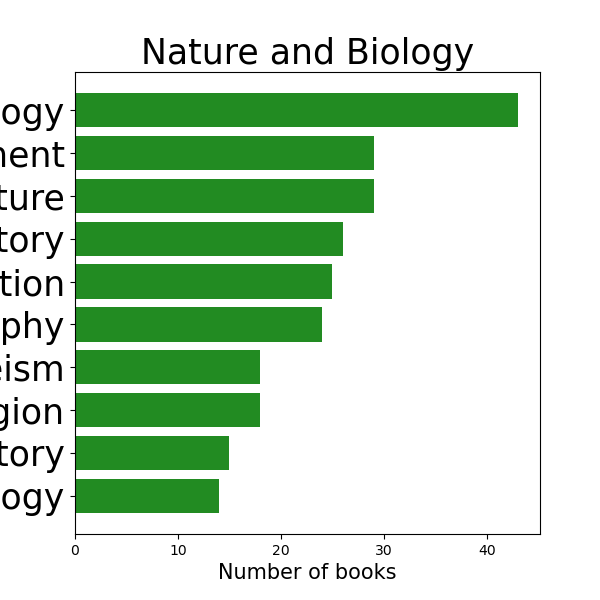 Nature and Biology
ogy
ment
ture
tory
tion
phy
eism
gion
tory
ogy
0 10 20 30 40
Number of books